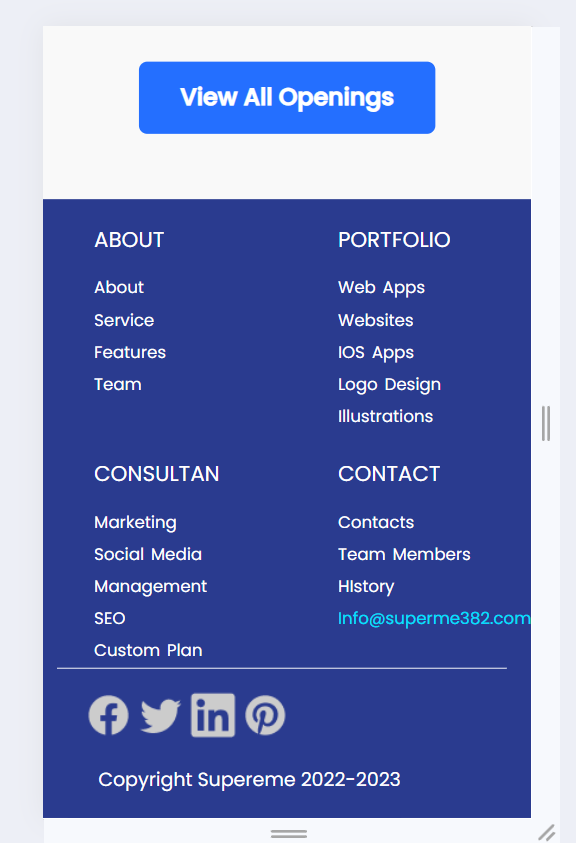 View All Openings
ABOUT
About
Service
Features
Team
PORTFOLIO
Web Apps
Websites
IOS Apps
Logo Design
Illustrations
CONSULTAN
Marketing
Social Media
Management
SEO
Custom Plan
CONTACT
Contacts
Team Members
HIstory
Info@superme382.com
Copyright Supereme 2022-2023